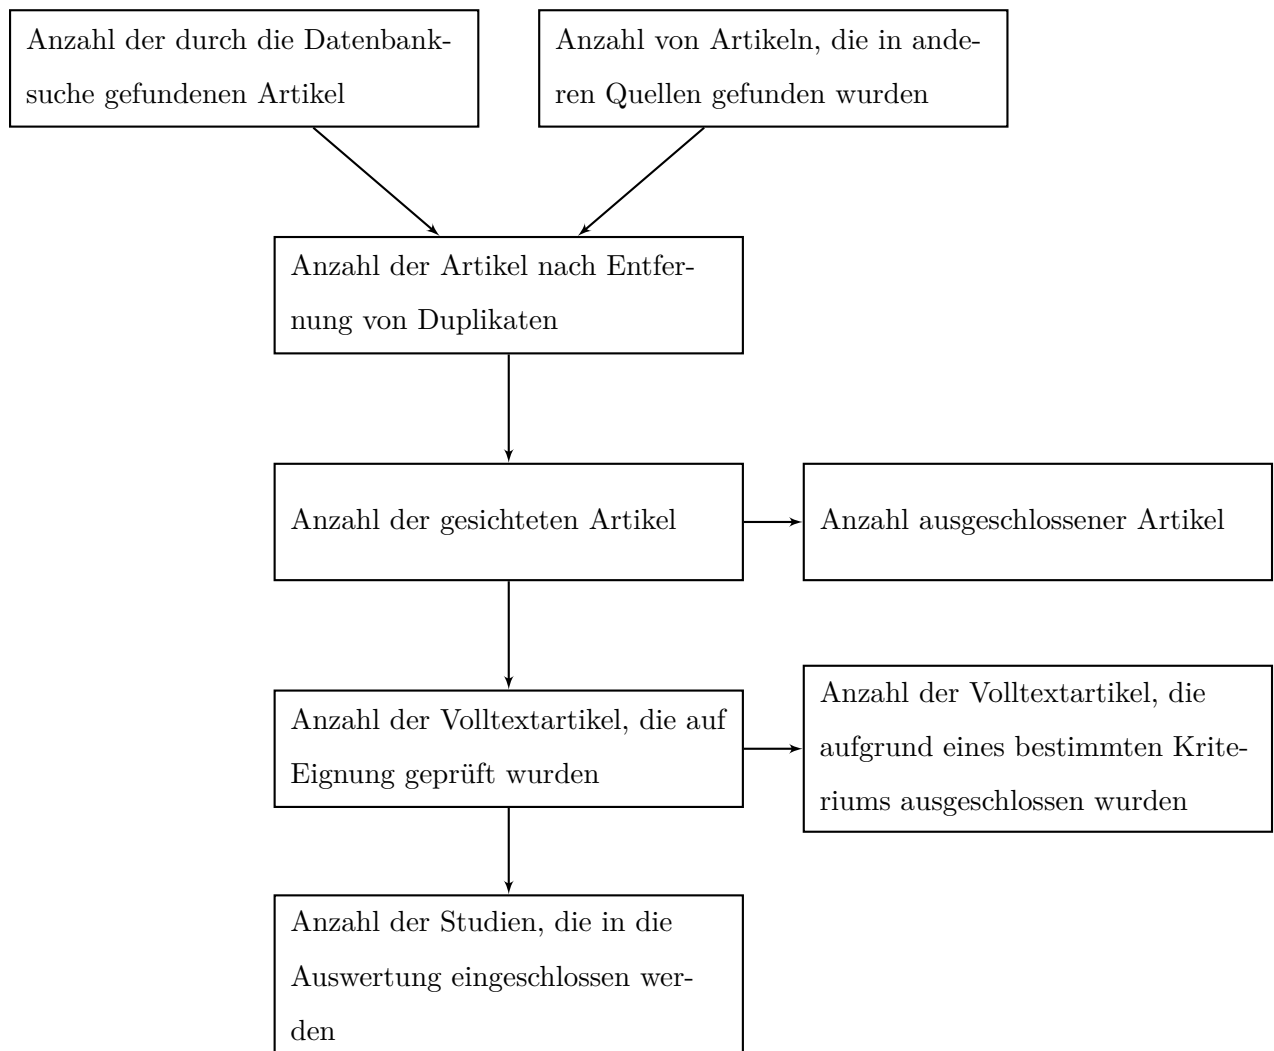 Anzahl der durch die Datenbank-
suche gefundenen Artikel
Anzahl von Artikeln, die in ande-
ren Quellen gefunden wurden
Anzahl der Artikel nach Entfer-
nung von Duplikaten
Anzahl der gesichteten Artikel
Anzahl ausgeschlossener Artikel
Anzahl der Volltextartikel, die auf
Eignung geprüft wurden
Anzahl der Volltextartikel, die
aufgrund eines bestimmten Krite-
riums ausgeschlossen wurden
Anzahl der Studien, die in die
Auswertung eingeschlossen wer-
den